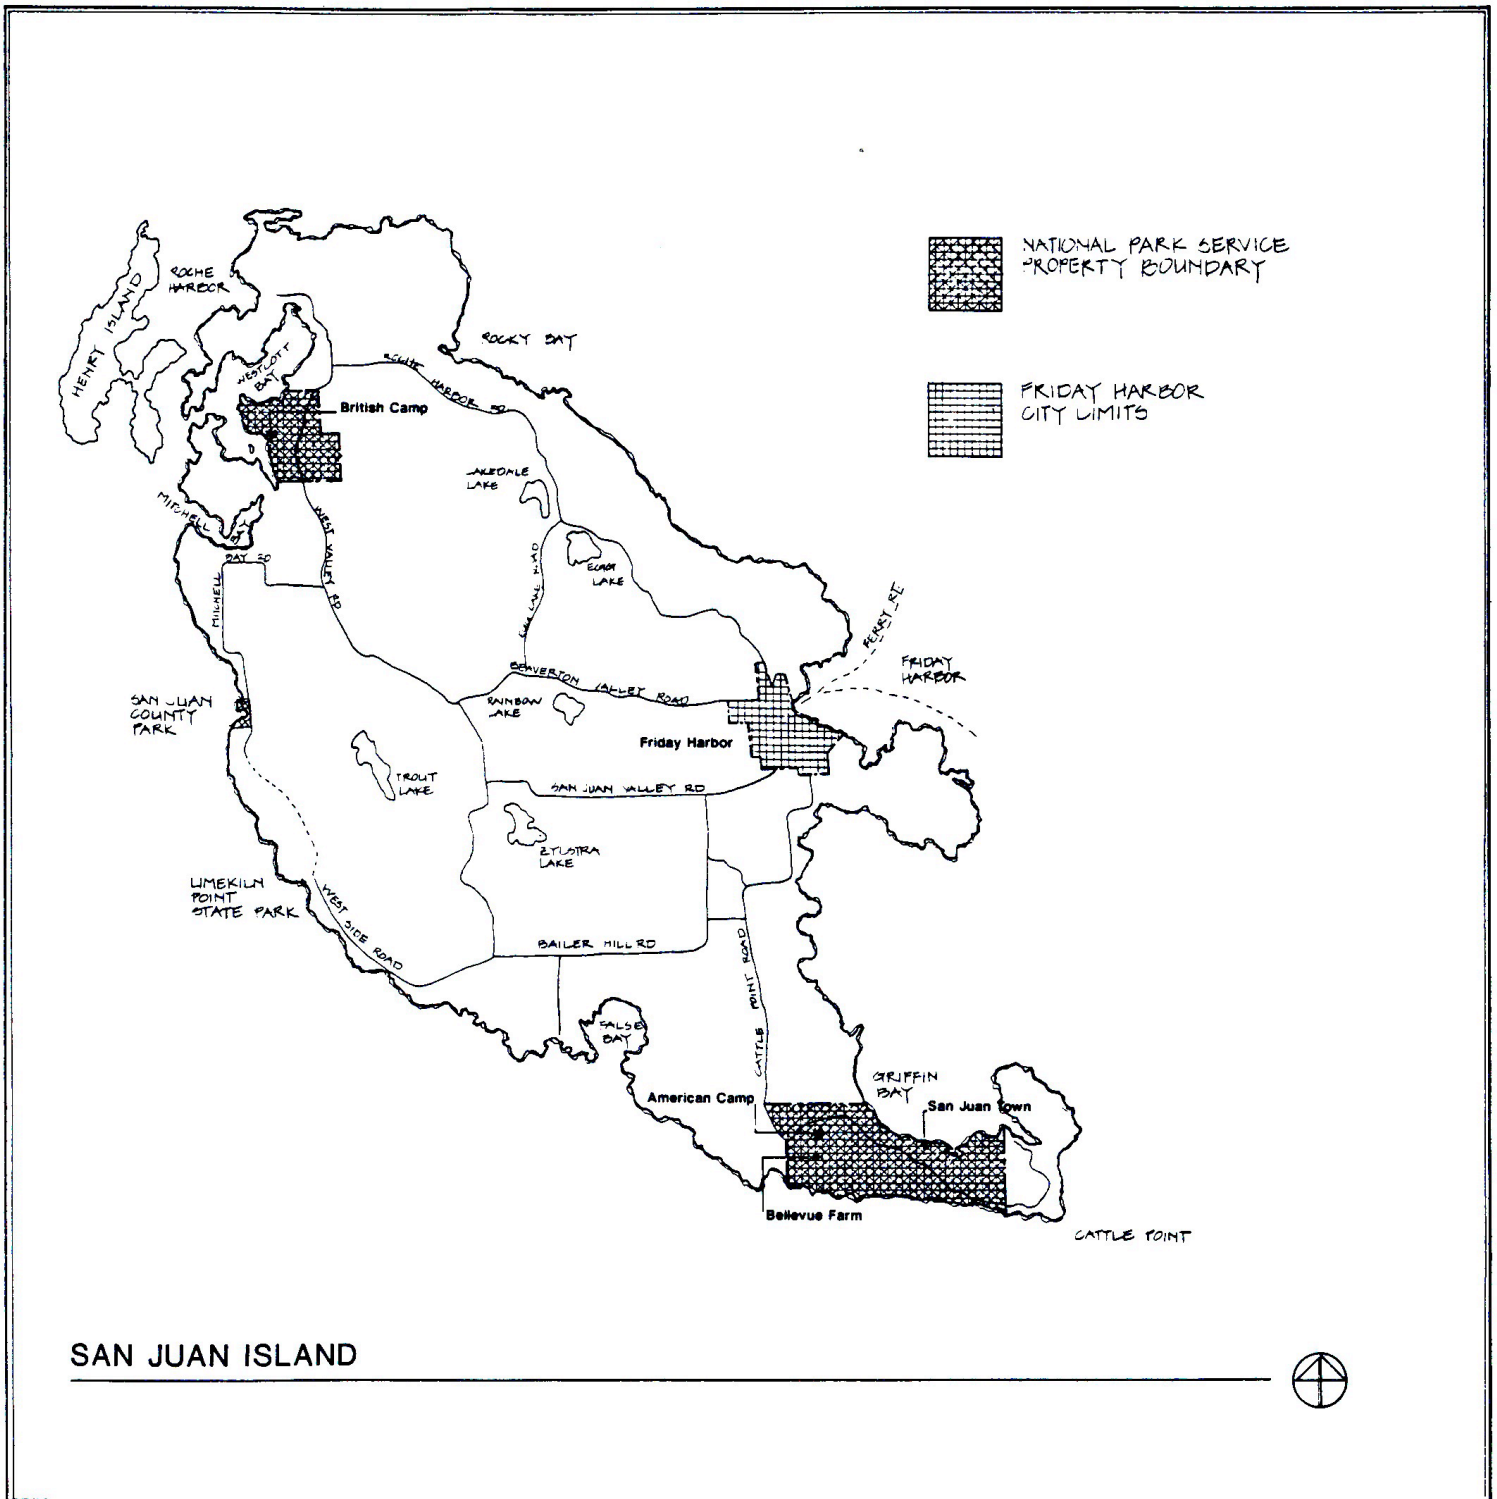 NATIONAL PARK SERVICE
PROPERTY BOUNDARY
FRIDAY HARBOR
CITY LIMITS
ROCHE
HARBOR
HENRY ISLAND
WESTCOTT
BAY
ROCKY BAY
ROCHE HARBOR RD
British Camp
LAKEDALE
LAKE
MITCHELL
BAY
WEST VALLEY RD
EGG LAKE ROAD
EGG
LAKE
MITCHELL BAY RD
FERRY RTE
FRIDAY
HARBOR
BEAVERTON VALLEY ROAD
RAINBOW
LAKE
SAN JUAN
COUNTY
PARK
Friday Harbor
TROUT
LAKE
SAN JUAN VALLEY RD
ZYLSTRA
LAKE
LIMEKILN
POINT
STATE PARK
WEST SIDE ROAD
BAILER HILL RD
CATTLE POINT ROAD
FALSE
BAY
GRIFFIN
BAY
American Camp
San Juan Town
Bellevue Farm
CATTLE POINT
SAN JUAN ISLAND